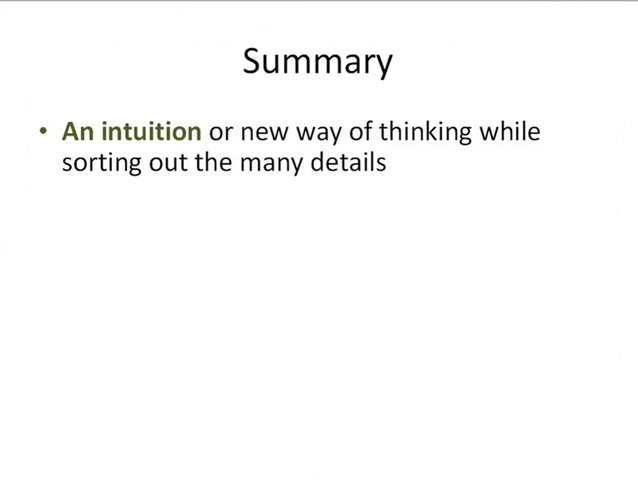 Summary
• An intuition or new way of thinking while
sorting out the many details